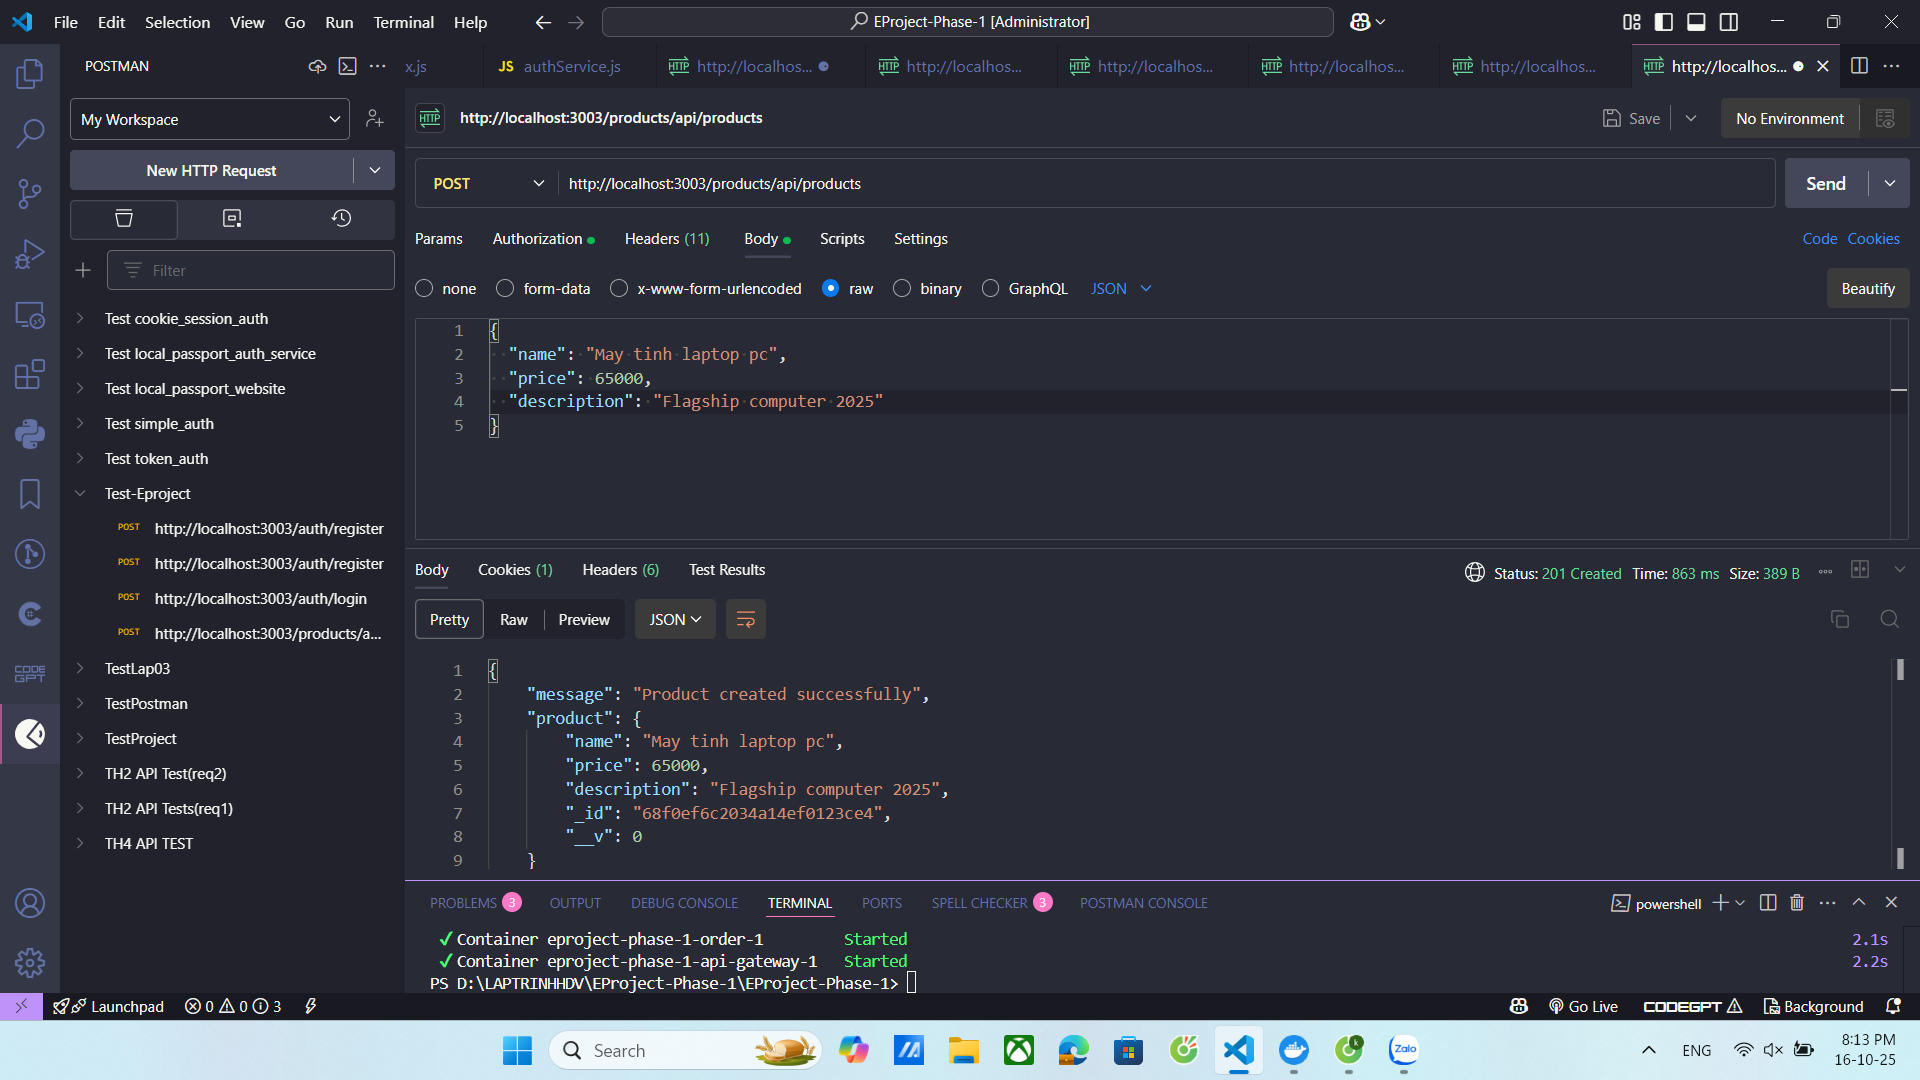 File Edit Selection View Go Run Terminal Help
EProject-Phase-1 [Administrator]
POSTMAN
x.js
JS authService.js
HTTP http://localhos...
HTTP http://localhos...
HTTP http://localhos...
HTTP http://localhos...
HTTP http://localhos...
HTTP http://localhos...
My Workspace
HTTP http://localhost:3003/products/api/products
Save
No Environment
New HTTP Request
POST http://localhost:3003/products/api/products
Send
Params Authorization Headers (11) Body Scripts Settings
Code Cookies
Filter
none form-data x-www-form-urlencoded raw binary GraphQL JSON
Beautify
1 {
2 "name": "May tinh laptop pc",
3 "price": 65000,
4 "description": "Flagship computer 2025"
5 }
Test cookie_session_auth
Test local_passport_auth_service
Test local_passport_website
Test simple_auth
Test token_auth
Test-Eproject
POST http://localhost:3003/auth/register
POST http://localhost:3003/auth/register
POST http://localhost:3003/auth/login
POST http://localhost:3003/products/a...
TestLap03
TestPostman
TestProject
TH2 API Test(req2)
TH2 API Tests(req1)
TH4 API TEST
CODE
GPT
Body Cookies (1) Headers (6) Test Results
Status: 201 Created Time: 863 ms Size: 389 B
Pretty Raw Preview JSON
1 {
2 "message": "Product created successfully",
3 "product": {
4 "name": "May tinh laptop pc",
5 "price": 65000,
6 "description": "Flagship computer 2025",
7 "_id": "68f0ef6c2034a14ef0123ce4",
8 "__v": 0
9 }
PROBLEMS 3 OUTPUT DEBUG CONSOLE TERMINAL PORTS SPELL CHECKER 3 POSTMAN CONSOLE
powershell
✓ Container eproject-phase-1-order-1 Started 2.1s
✓ Container eproject-phase-1-api-gateway-1 Started 2.2s
PS D:\LAPTRINHHDV\EProject-Phase-1\EProject-Phase-1>
Launchpad 0 0 3
Go Live CODEGPT Background
Search
Zalo
ENG
8:13 PM
16-10-25